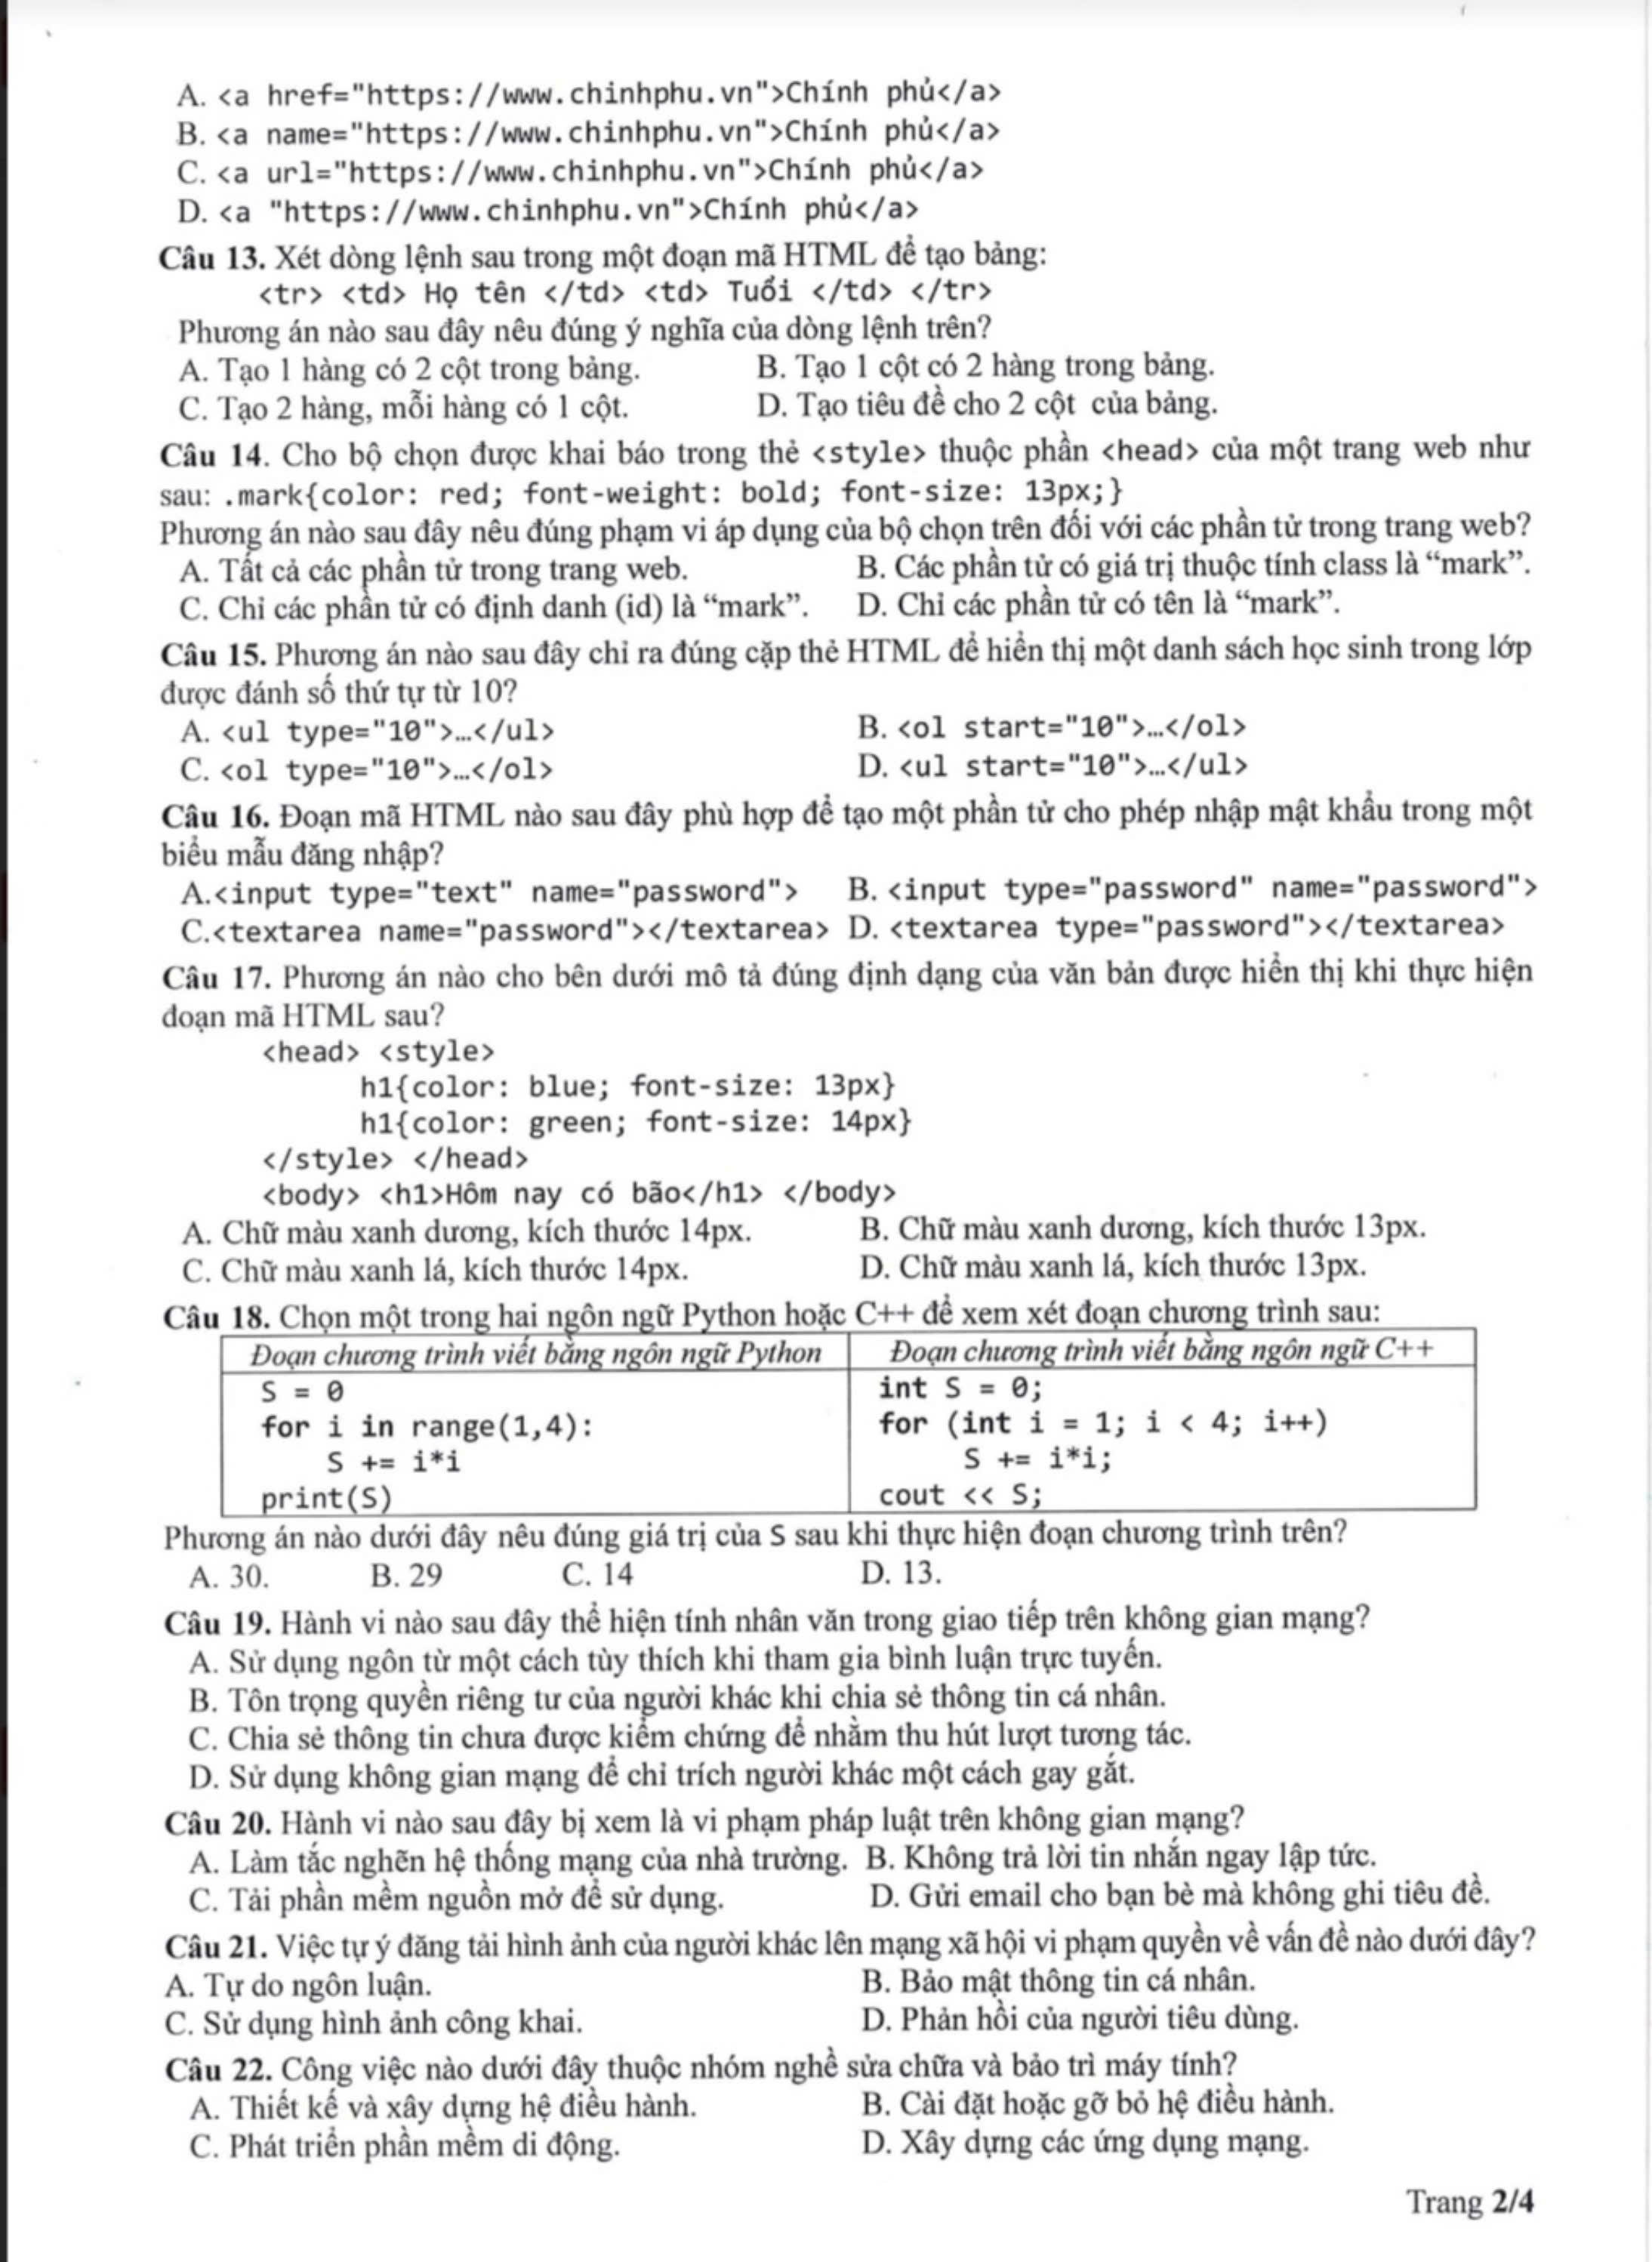 A. <a href="https://www.chinhphu.vn">Chính phủ</a>
B. <a name="https://www.chinhphu.vn">Chính phủ</a>
C. <a url="https://www.chinhphu.vn">Chính phủ</a>
D. <a "https://www.chinhphu.vn">Chính phủ</a>
Câu 13. Xét dòng lệnh sau trong một đoạn mã HTML để tạo bảng:
<tr> <td> Họ tên </td> <td> Tuổi </td> </tr>
Phương án nào sau đây nêu đúng ý nghĩa của dòng lệnh trên?
A. Tạo 1 hàng có 2 cột trong bảng. B. Tạo 1 cột có 2 hàng trong bảng.
C. Tạo 2 hàng, mỗi hàng có 1 cột. D. Tạo tiêu đề cho 2 cột của bảng.
Câu 14. Cho bộ chọn được khai báo trong thẻ <style> thuộc phần <head> của một trang web như
sau: .mark{color: red; font-weight: bold; font-size: 13px;}
Phương án nào sau đây nêu đúng phạm vi áp dụng của bộ chọn trên đối với các phần tử trong trang web?
A. Tất cả các phần tử trong trang web. B. Các phần tử có giá trị thuộc tính class là “mark”.
C. Chỉ các phần tử có định danh (id) là “mark”. D. Chỉ các phần tử có tên là “mark”.
Câu 15. Phương án nào sau đây chỉ ra đúng cặp thẻ HTML để hiển thị một danh sách học sinh trong lớp
được đánh số thứ tự từ 10?
A. <ul type="10">…</ul> B. <ol start="10">…</ol>
C. <ol type="10">…</ol> D. <ul start="10">…</ul>
Câu 16. Đoạn mã HTML nào sau đây phù hợp để tạo một phần tử cho phép nhập mật khẩu trong một
biểu mẫu đăng nhập?
A.<input type="text" name="password"> B. <input type="password" name="password">
C.<textarea name="password"></textarea> D. <textarea type="password"></textarea>
Câu 17. Phương án nào cho bên dưới mô tả đúng định dạng của văn bản được hiển thị khi thực hiện
đoạn mã HTML sau?
<head> <style>
h1{color: blue; font-size: 13px}
h1{color: green; font-size: 14px}
</style> </head>
<body> <h1>Hôm nay có bão</h1> </body>
A. Chữ màu xanh dương, kích thước 14px. B. Chữ màu xanh dương, kích thước 13px.
C. Chữ màu xanh lá, kích thước 14px. D. Chữ màu xanh lá, kích thước 13px.
Câu 18. Chọn một trong hai ngôn ngữ Python hoặc C++ để xem xét đoạn chương trình sau:
Đoạn chương trình viết bằng ngôn ngữ Python Đoạn chương trình viết bằng ngôn ngữ C++
S = 0 int S = 0;
for i in range(1,4): for (int i = 1; i < 4; i++)
S += i*i S += i*i;
print(S) cout << S;
Phương án nào dưới đây nêu đúng giá trị của S sau khi thực hiện đoạn chương trình trên?
A. 30. B. 29 C. 14 D. 13.
Câu 19. Hành vi nào sau đây thể hiện tính nhân văn trong giao tiếp trên không gian mạng?
A. Sử dụng ngôn từ một cách tùy thích khi tham gia bình luận trực tuyến.
B. Tôn trọng quyền riêng tư của người khác khi chia sẻ thông tin cá nhân.
C. Chia sẻ thông tin chưa được kiểm chứng để nhằm thu hút lượt tương tác.
D. Sử dụng không gian mạng để chỉ trích người khác một cách gay gắt.
Câu 20. Hành vi nào sau đây bị xem là vi phạm pháp luật trên không gian mạng?
A. Làm tắc nghẽn hệ thống mạng của nhà trường. B. Không trả lời tin nhắn ngay lập tức.
C. Tải phần mềm nguồn mở để sử dụng. D. Gửi email cho bạn bè mà không ghi tiêu đề.
Câu 21. Việc tự ý đăng tải hình ảnh của người khác lên mạng xã hội vi phạm quyền về vấn đề nào dưới đây?
A. Tự do ngôn luận. B. Bảo mật thông tin cá nhân.
C. Sử dụng hình ảnh công khai. D. Phản hồi của người tiêu dùng.
Câu 22. Công việc nào dưới đây thuộc nhóm nghề sửa chữa và bảo trì máy tính?
A. Thiết kế và xây dựng hệ điều hành. B. Cài đặt hoặc gỡ bỏ hệ điều hành.
C. Phát triển phần mềm di động. D. Xây dựng các ứng dụng mạng.
Trang 2/4